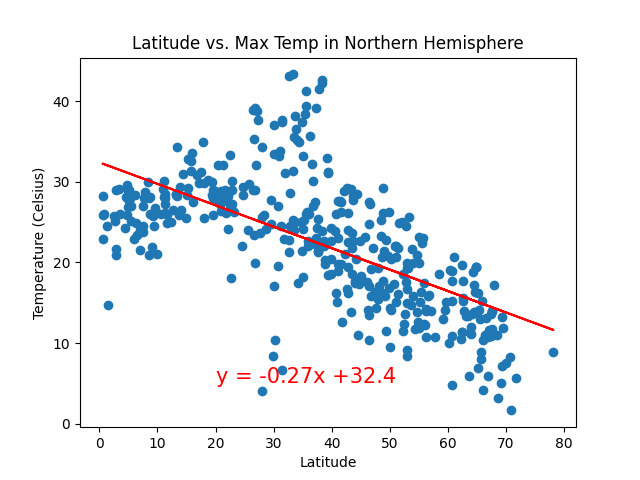 Latitude vs. Max Temp in Northern Hemisphere
Temperature (Celsius)
40
30
20
10
0
y = -0.27x +32.4
0 10 20 30 40 50 60 70 80
Latitude